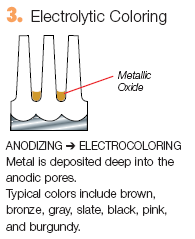 3. Electrolytic Coloring
Metallic
Oxide
ANODIZING ➔ ELECTROCOLORING
Metal is deposited deep into the
anodic pores.
Typical colors include brown,
bronze, gray, slate, black, pink,
and burgundy.